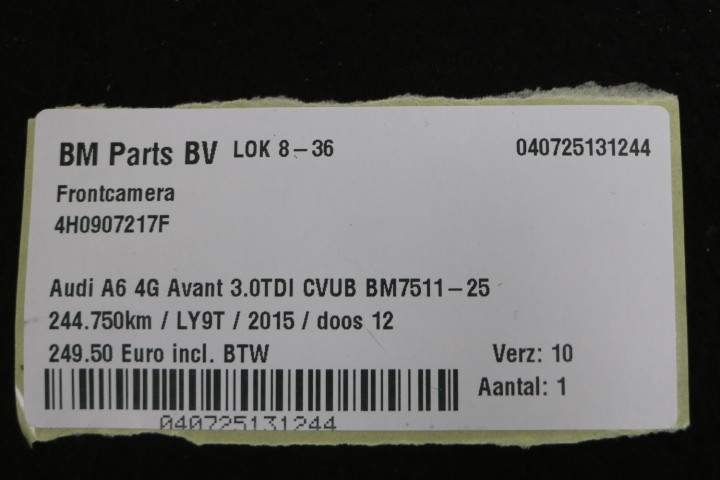 BM Parts BV LOK 8-36 040725131244
Frontcamera
4H0907217F
Audi A6 4G Avant 3.0TDI CVUB BM7511-25
244.750km / LY9T / 2015 / doos 12
249.50 Euro incl. BTW Verz: 10
Aantal: 1
040725131244